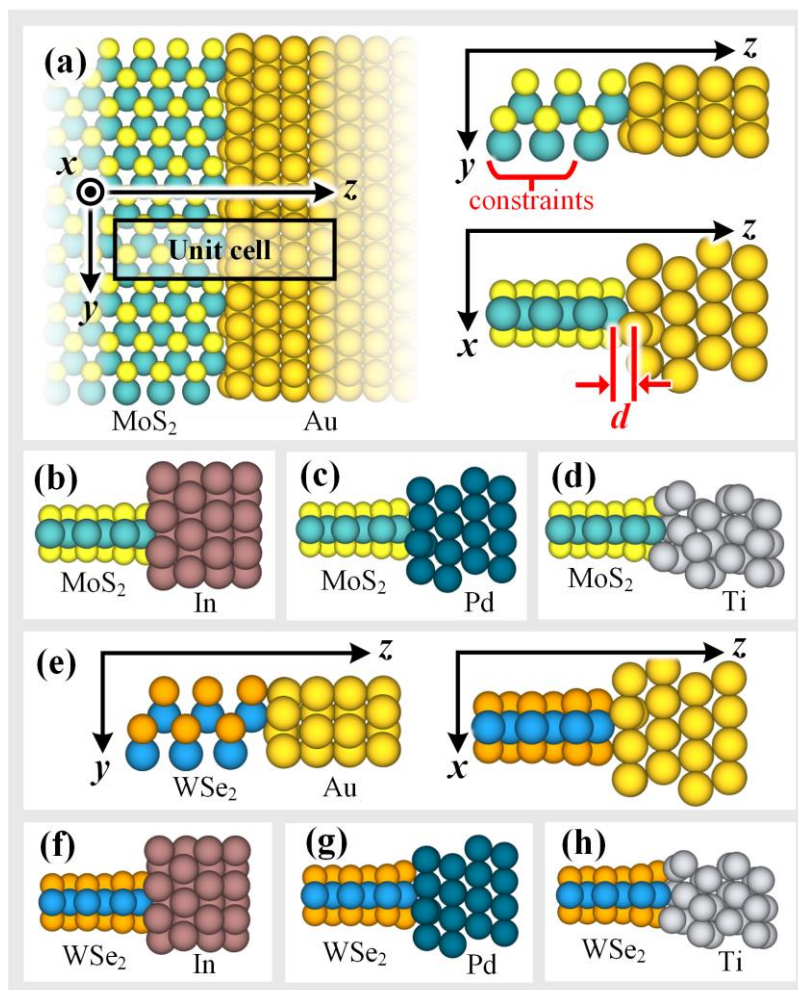 (a)
x
z
y
Unit cell
MoS₂
Au
z
y
constraints
z
x
d
(b)
MoS₂
In
(c)
MoS₂
Pd
(d)
MoS₂
Ti
(e)
z
y
WSe₂
Au
z
x
(f)
WSe₂
In
(g)
WSe₂
Pd
(h)
WSe₂
Ti